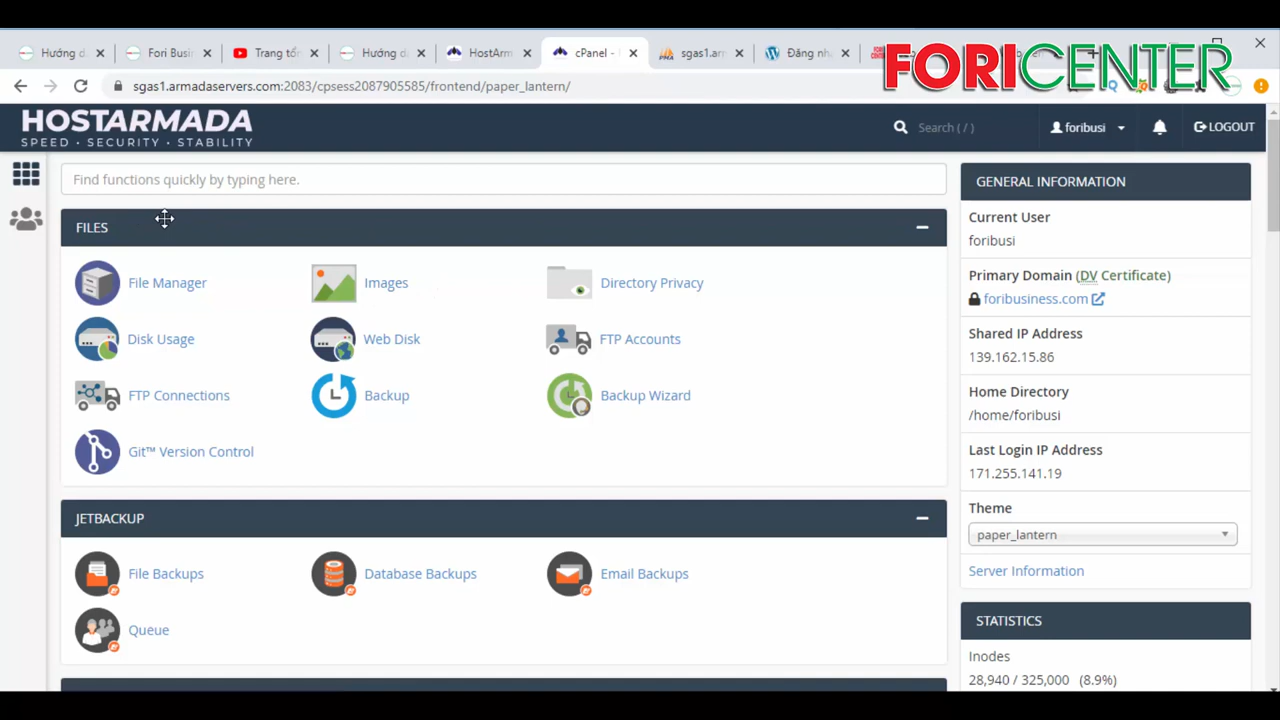 Hướng d
Fori Busi
Trang tổ
Hướng d
HostArm
cPanel -
sgas1.arm
Đăng nh
FORICENTER
sgas1.armadaservers.com:2083/cpsess2087905585/frontend/paper_lantern/
HOSTARMADA
SPEED · SECURITY · STABILITY
Search ( / )
foribusi
LOGOUT
Find functions quickly by typing here.
FILES
File Manager
Images
Directory Privacy
Disk Usage
Web Disk
FTP Accounts
FTP Connections
Backup
Backup Wizard
Git™ Version Control
JETBACKUP
File Backups
Database Backups
Email Backups
Queue
GENERAL INFORMATION
Current User
foribusi
Primary Domain (DV Certificate)
foribusiness.com
Shared IP Address
139.162.15.86
Home Directory
/home/foribusi
Last Login IP Address
171.255.141.19
Theme
paper_lantern
Server Information
STATISTICS
Inodes
28,940 / 325,000 (8.9%)